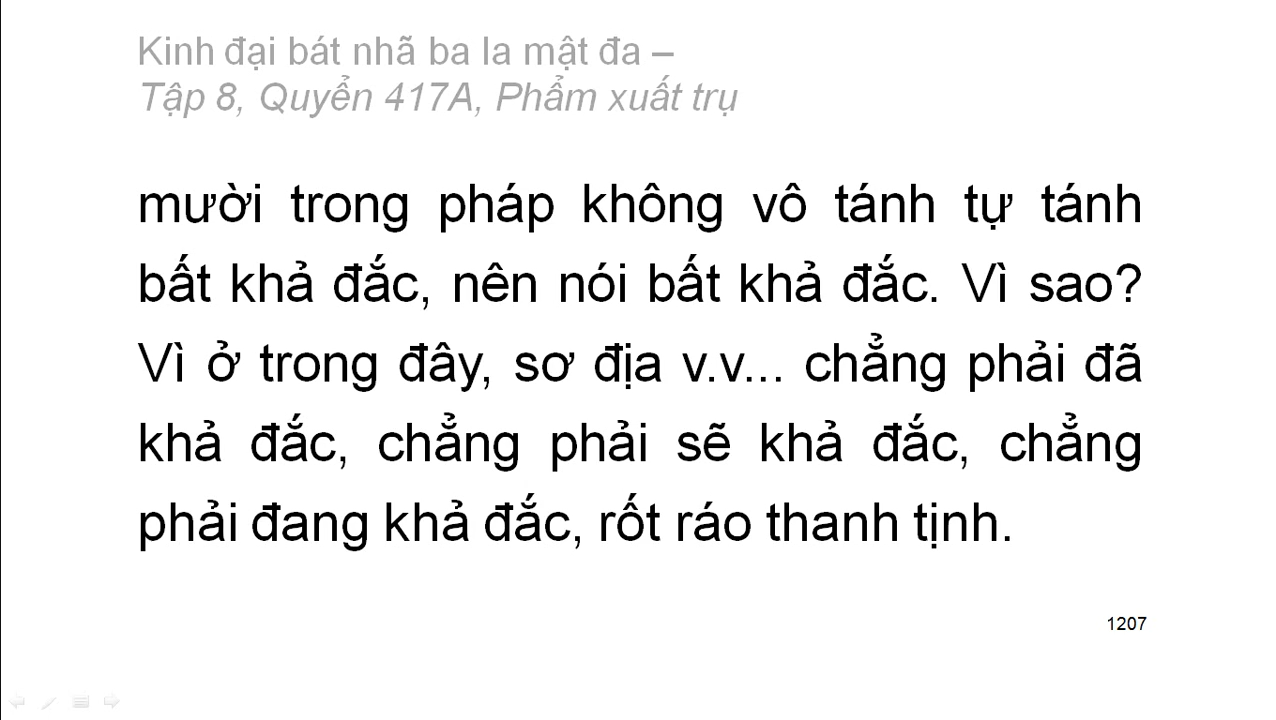 Kinh đại bát nhã ba la mật đa –
Tập 8, Quyển 417A, Phẩm xuất trụ
mười trong pháp không vô tánh tự tánh
bất khả đắc, nên nói bất khả đắc. Vì sao?
Vì ở trong đây, sơ địa v.v... chẳng phải đã
khả đắc, chẳng phải sẽ khả đắc, chẳng
phải đang khả đắc, rốt ráo thanh tịnh.
1207